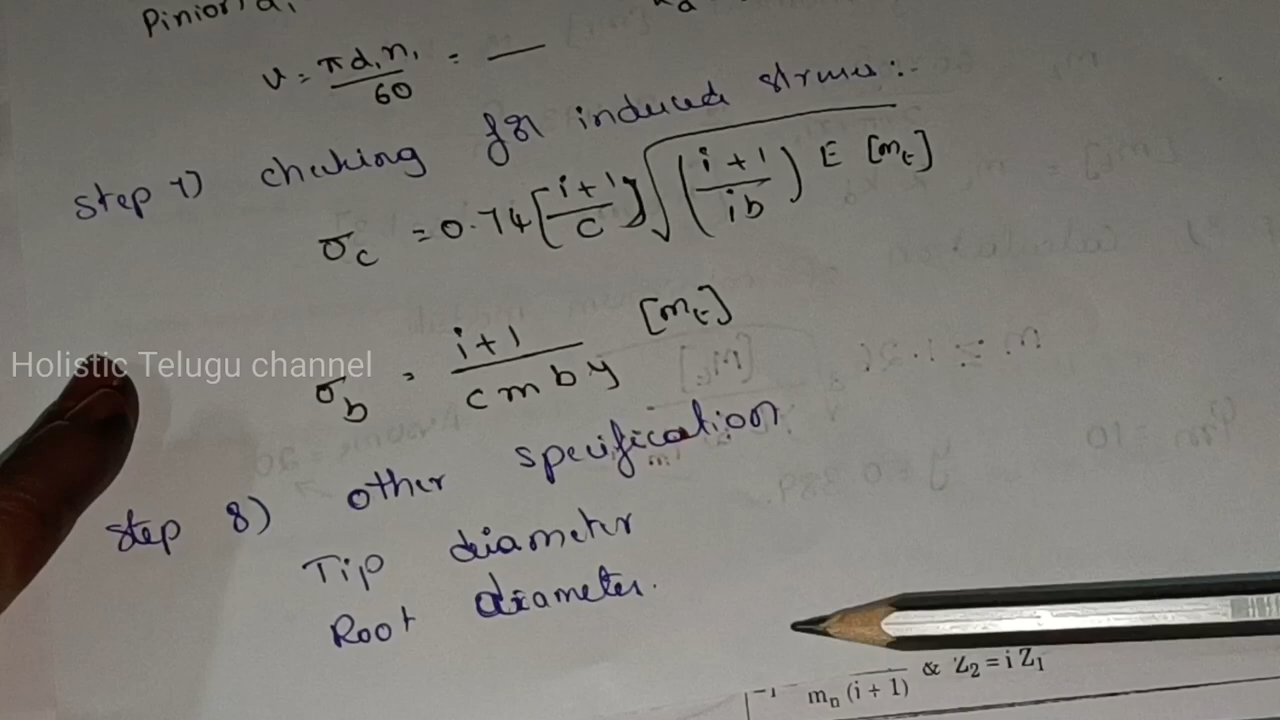 Pinion, d₁
v = πd₁n₁/60 = —
step 7) checking for induced stress:-
σc = 0.74 [i+1/c] √(i+1/ib) E [mt]
σb = i+1/cmby [mt]
Holistic Telugu channel
step 8) other specification
Tip diameter
Root diameter.
mn (i + 1) & Z₂ = i Z₁